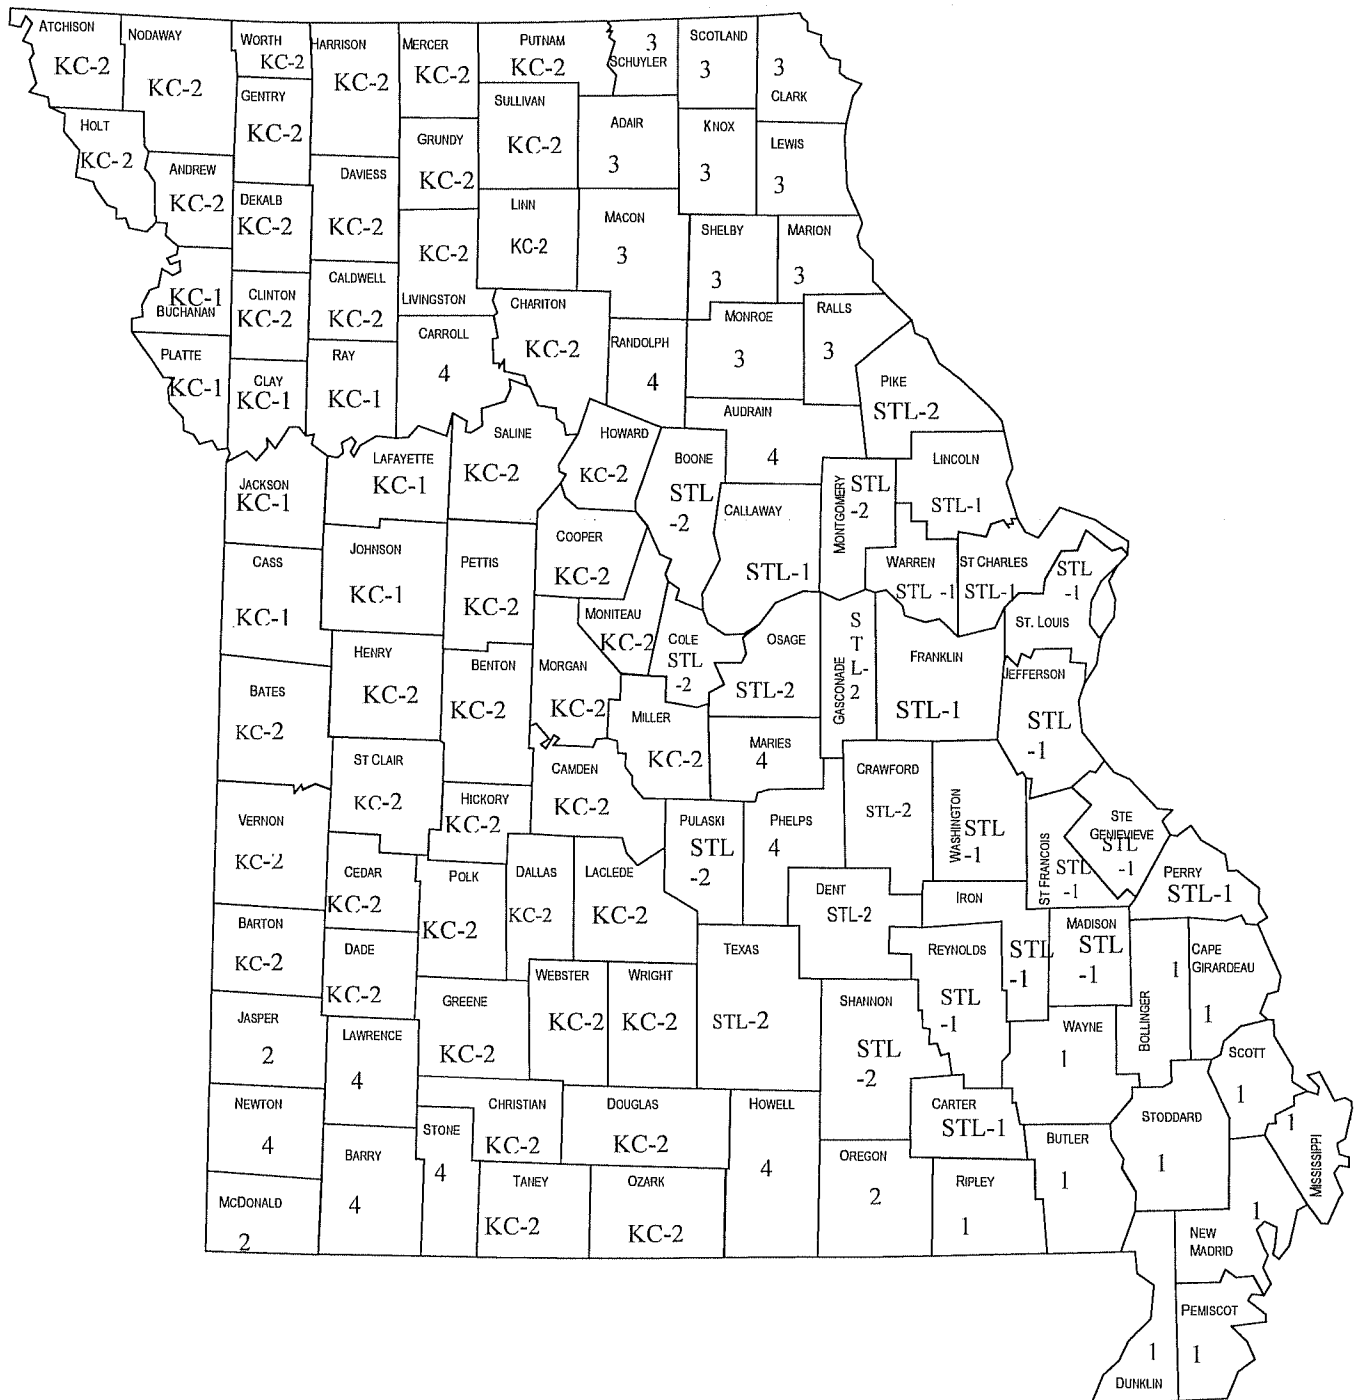 ATCHISON
KC-2
NODAWAY
KC-2
WORTH
KC-2
HARRISON
KC-2
MERCER
KC-2
PUTNAM
KC-2
3
SCHUYLER
SCOTLAND
3
3
CLARK
HOLT
KC-2
GENTRY
KC-2
SULLIVAN
KC-2
ADAIR
3
KNOX
3
LEWIS
3
ANDREW
KC-2
DEKALB
KC-2
DAVIESS
KC-2
GRUNDY
KC-2
LINN
KC-2
MACON
3
SHELBY
3
MARION
3
KC-1
BUCHANAN
CLINTON
KC-2
CALDWELL
KC-2
KC-2
LIVINGSTON
CHARITON
KC-2
RANDOLPH
4
MONROE
3
RALLS
3
PLATTE
KC-1
CLAY
KC-1
RAY
KC-1
CARROLL
4
AUDRAIN
4
PIKE
STL-2
JACKSON
KC-1
LAFAYETTE
KC-1
SALINE
KC-2
HOWARD
KC-2
BOONE
STL
-2
CALLAWAY
STL-1
MONTGOMERY
STL
-2
LINCOLN
STL-1
CASS
KC-1
JOHNSON
KC-1
PETTIS
KC-2
COOPER
KC-2
WARREN
STL -1
ST CHARLES
STL-1
STL
-1
ST. LOUIS
MONITEAU
KC-2
COLE
STL
-2
OSAGE
STL-2
GASCONADE
S
T
L-
2
FRANKLIN
STL-1
JEFFERSON
STL
-1
BATES
KC-2
HENRY
KC-2
BENTON
KC-2
MORGAN
KC-2
MILLER
KC-2
MARIES
4
VERNON
KC-2
ST CLAIR
KC-2
HICKORY
KC-2
CAMDEN
KC-2
PULASKI
STL
-2
PHELPS
4
CRAWFORD
STL-2
WASHINGTON
STL
-1
ST FRANCOIS
STL
-1
STE
GENEVIEVE
STL
-1
PERRY
STL-1
CEDAR
KC-2
POLK
KC-2
DALLAS
KC-2
LACLEDE
KC-2
DENT
STL-2
IRON
STL
-1
MADISON
STL
-1
BARTON
KC-2
DADE
KC-2
TEXAS
STL-2
REYNOLDS
STL
-1
BOLLINGER
1
CAPE
GIRARDEAU
1
JASPER
2
LAWRENCE
4
GREENE
KC-2
WEBSTER
KC-2
WRIGHT
KC-2
SHANNON
STL
-2
WAYNE
1
SCOTT
1
NEWTON
4
BARRY
4
STONE
4
CHRISTIAN
KC-2
DOUGLAS
KC-2
HOWELL
4
CARTER
STL-1
BUTLER
1
STODDARD
1
1
MISSISSIPPI
MCDONALD
2
TANEY
KC-2
OZARK
KC-2
OREGON
2
RIPLEY
1
1
NEW
MADRID
1
DUNKLIN
PEMISCOT
1